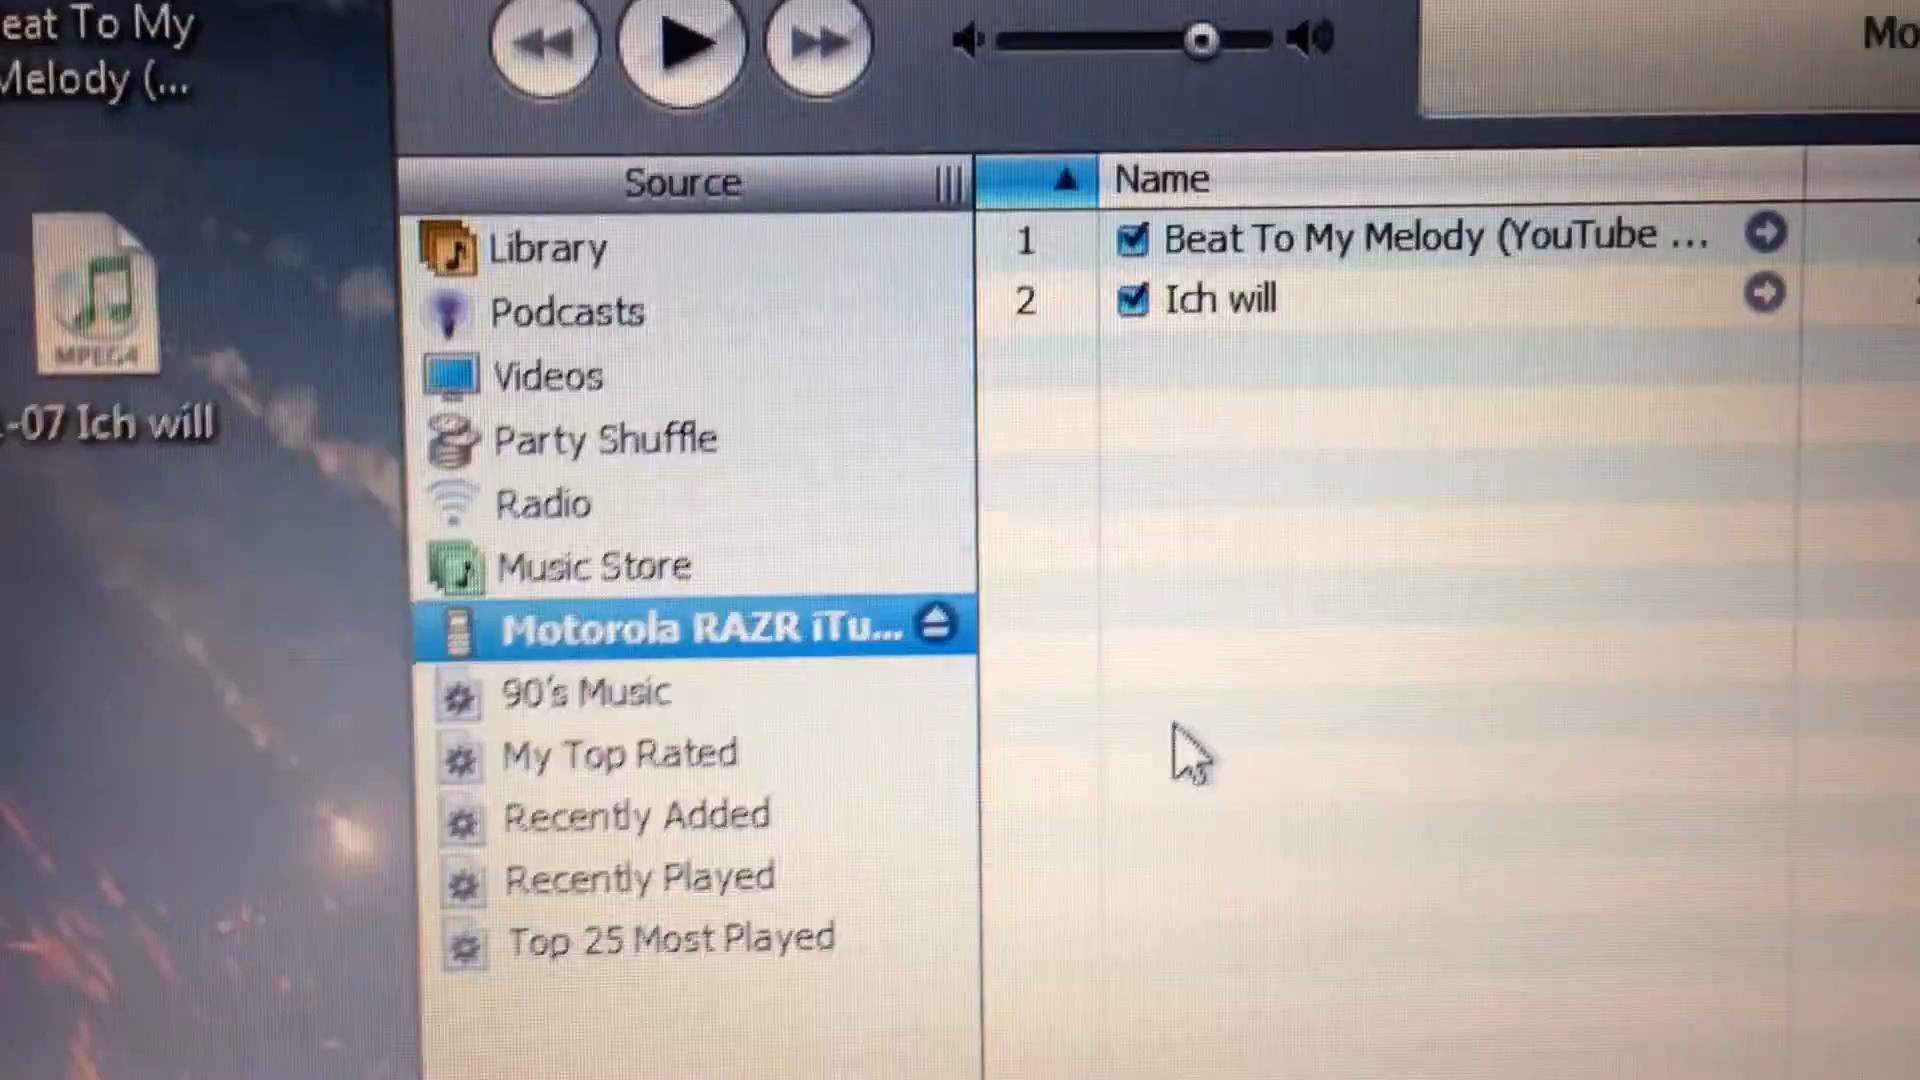 eat To My
Melody (...
MPEG4
-07 Ich will
Mo
Source
Name
Library
Podcasts
Videos
Party Shuffle
Radio
Music Store
Motorola RAZR iTu...
90's Music
My Top Rated
Recently Added
Recently Played
Top 25 Most Played
1 Beat To My Melody (YouTube ...
2 Ich will